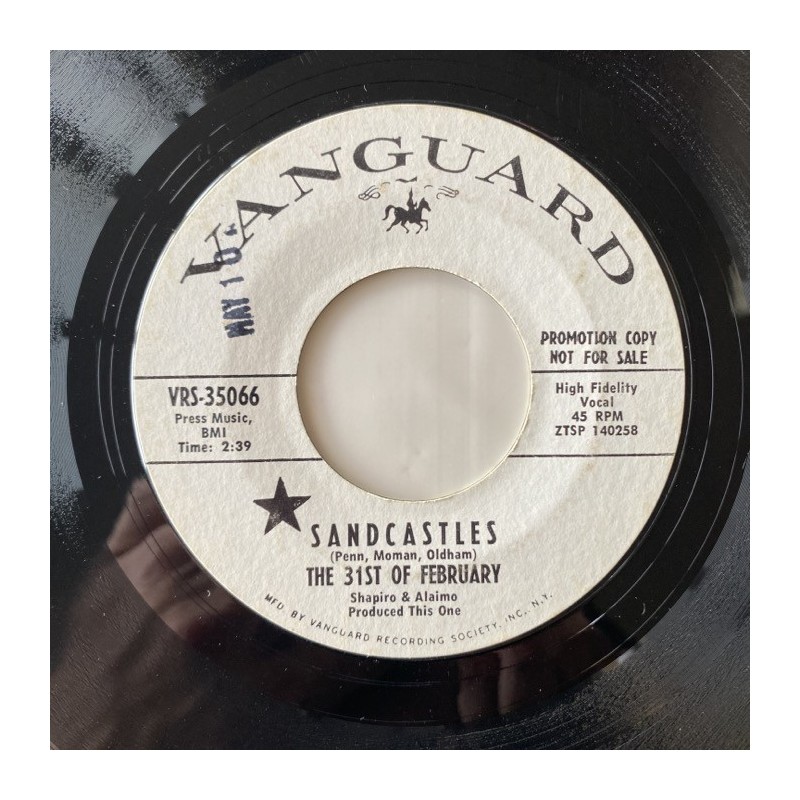 VANGUARD
MAY 10
PROMOTION COPY
NOT FOR SALE
VRS-35066
Press Music,
BMI
Time: 2:39
High Fidelity
Vocal
45 RPM
ZTSP 140258
SANDCASTLES
(Penn, Moman, Oldham)
THE 31ST OF FEBRUARY
Shapiro & Alaimo
Produced This One
MFD. BY VANGUARD RECORDING SOCIETY, INC., N.Y.